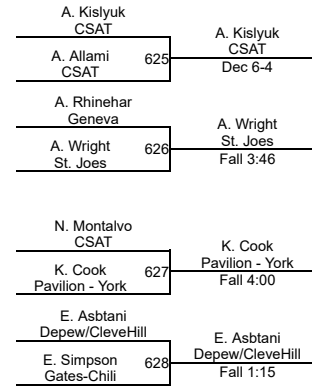 A. Kislyuk
CSAT
A. Allami
CSAT
625
A. Kislyuk
CSAT
Dec 6-4
A. Rhinehar
Geneva
A. Wright
St. Joes
626
A. Wright
St. Joes
Fall 3:46
N. Montalvo
CSAT
K. Cook
Pavilion - York
627
K. Cook
Pavilion - York
Fall 4:00
E. Asbtani
Depew/CleveHill
E. Simpson
Gates-Chili
628
E. Asbtani
Depew/CleveHill
Fall 1:15